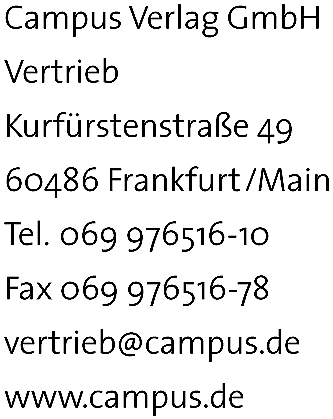 Campus Verlag GmbH
Vertrieb
Kurfürstenstraße 49
60486 Frankfurt/Main
Tel. 069 976516-10
Fax 069 976516-78
vertrieb@campus.de
www.campus.de